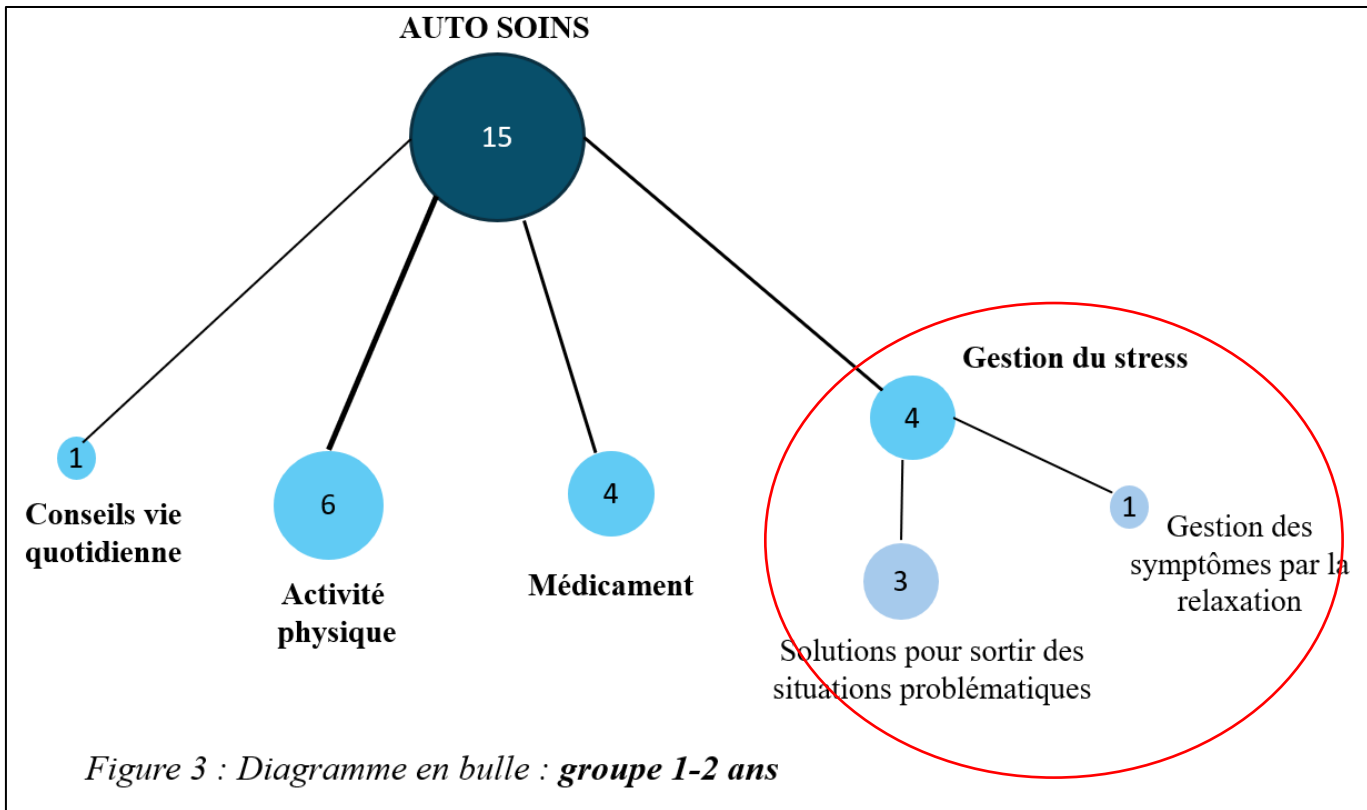 AUTO SOINS
15
1
Conseils vie
quotidienne
6
Activité
physique
4
Médicament
Gestion du stress
4
3
Solutions pour sortir des
situations problématiques
1
Gestion des
symptômes par la
relaxation
Figure 3 : Diagramme en bulle : groupe 1-2 ans